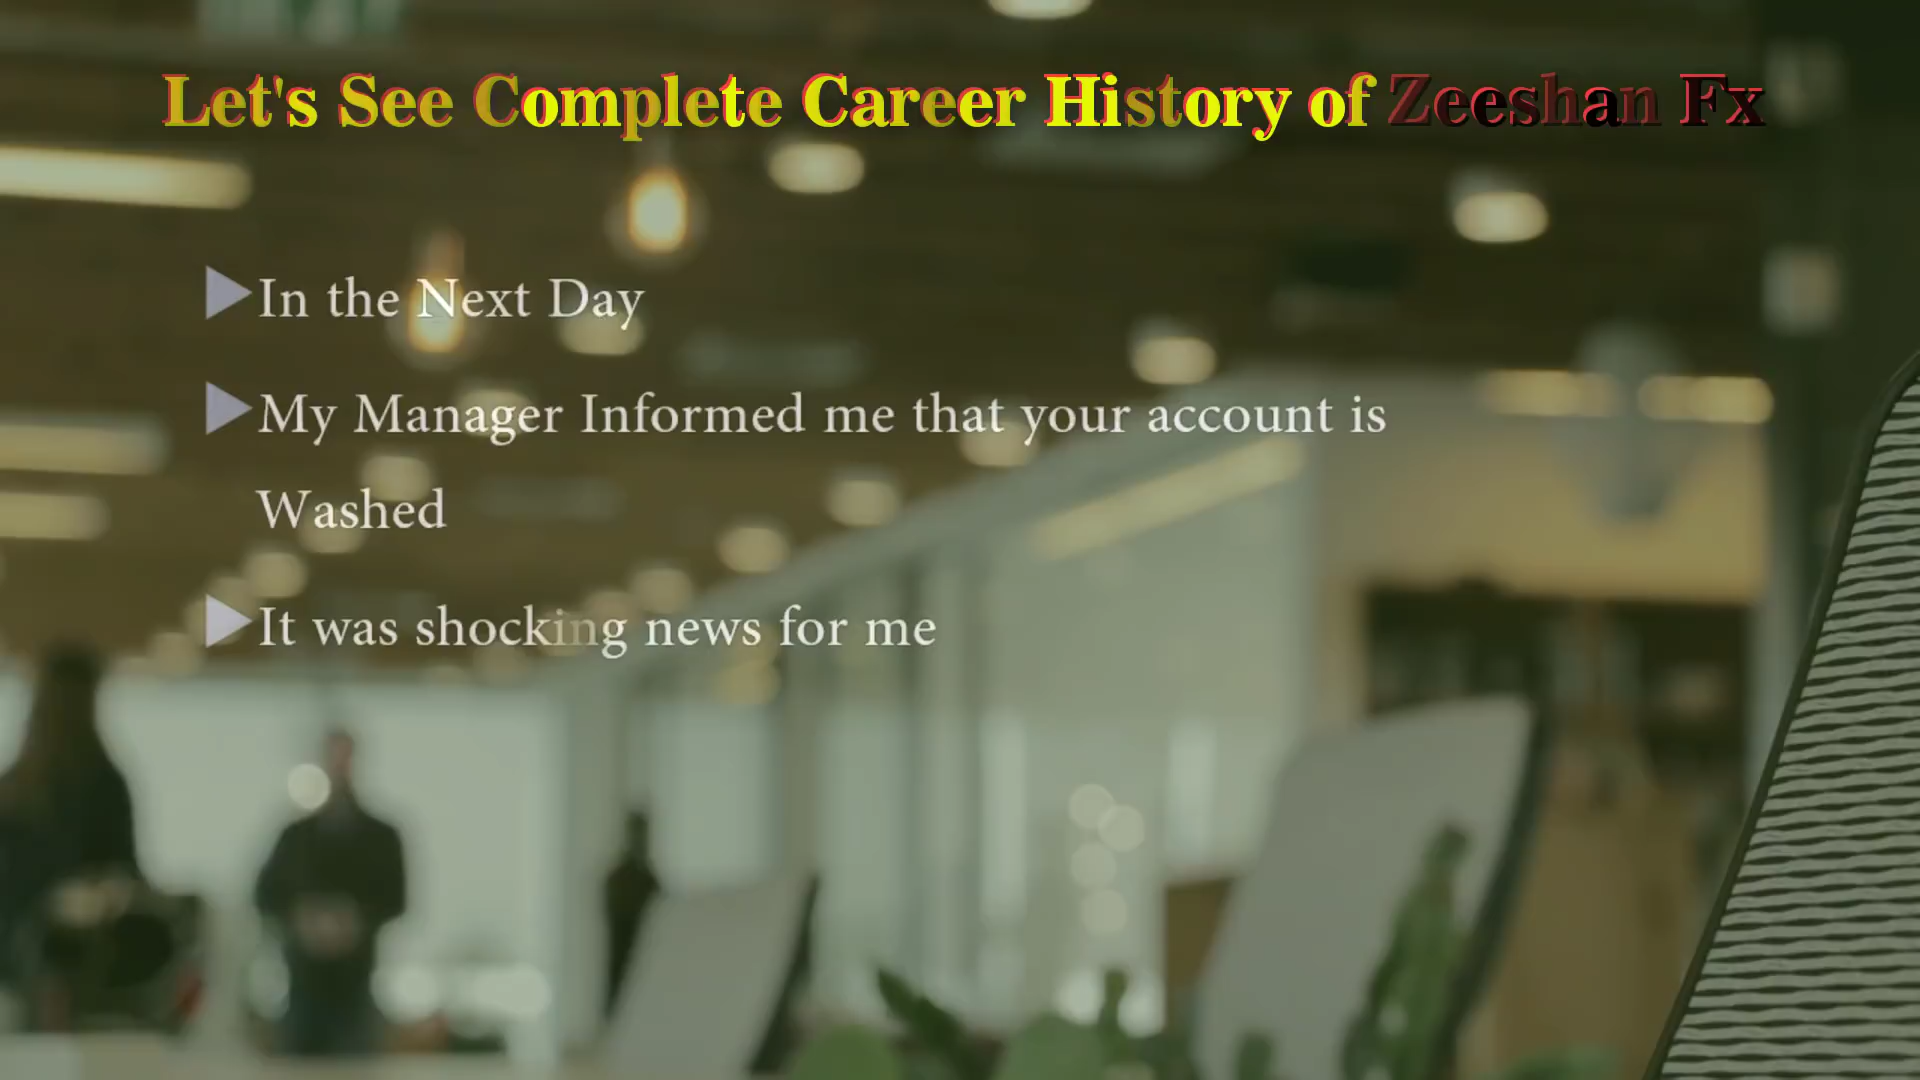 Let's See Complete Career History of Zeeshan Fx
In the Next Day
My Manager Informed me that your account is
Washed
It was shocking news for me